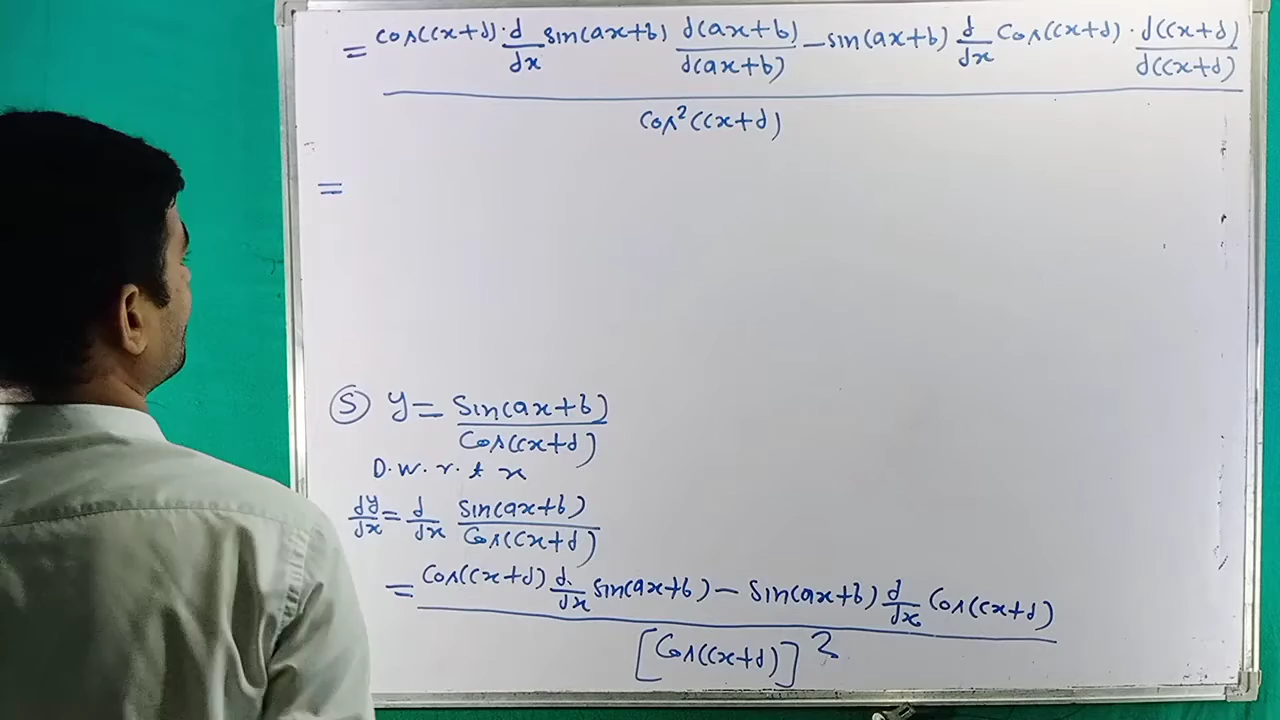 = cos(cx+d)·d/dx sin(ax+b) d(ax+b)/d(ax+b) − sin(ax+b) d/dx cos(cx+d)·d(cx+d)/d(cx+d)
cos²(cx+d)
=
⑤ y = sin(ax+b)/cos(cx+d)
D.w.r.t x
dy/dx = d/dx sin(ax+b)/cos(cx+d)
= cos(cx+d) d/dx sin(ax+b) − sin(ax+b) d/dx cos(cx+d)
[cos(cx+d)]2